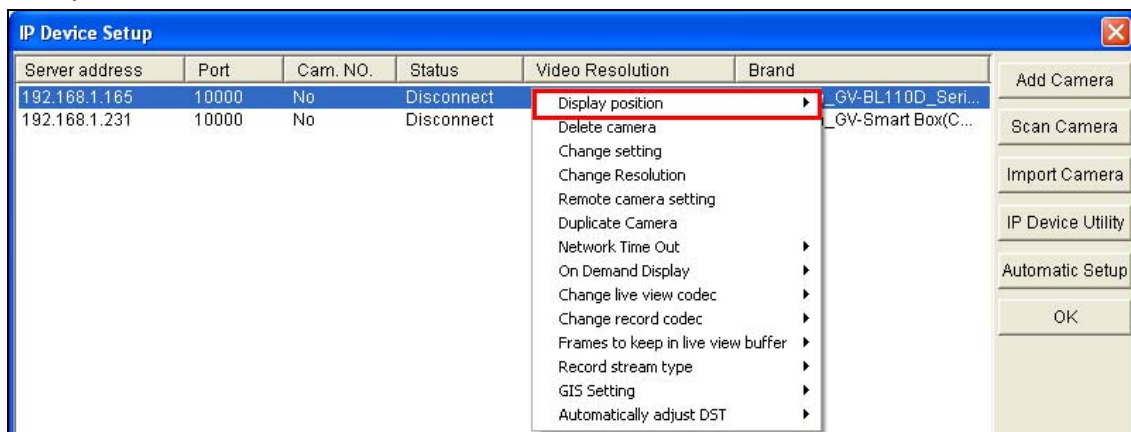 IP Device Setup
Server address Port Cam. NO. Status Video Resolution Brand
192.168.1.165 10000 No Disconnect _GV-BL110D_Seri...
192.168.1.231 10000 No Disconnect _GV-Smart Box(C...
Display position
Delete camera
Change setting
Change Resolution
Remote camera setting
Duplicate Camera
Network Time Out
On Demand Display
Change live view codec
Change record codec
Frames to keep in live view buffer
Record stream type
GIS Setting
Automatically adjust DST
Add Camera
Scan Camera
Import Camera
IP Device Utility
Automatic Setup
OK